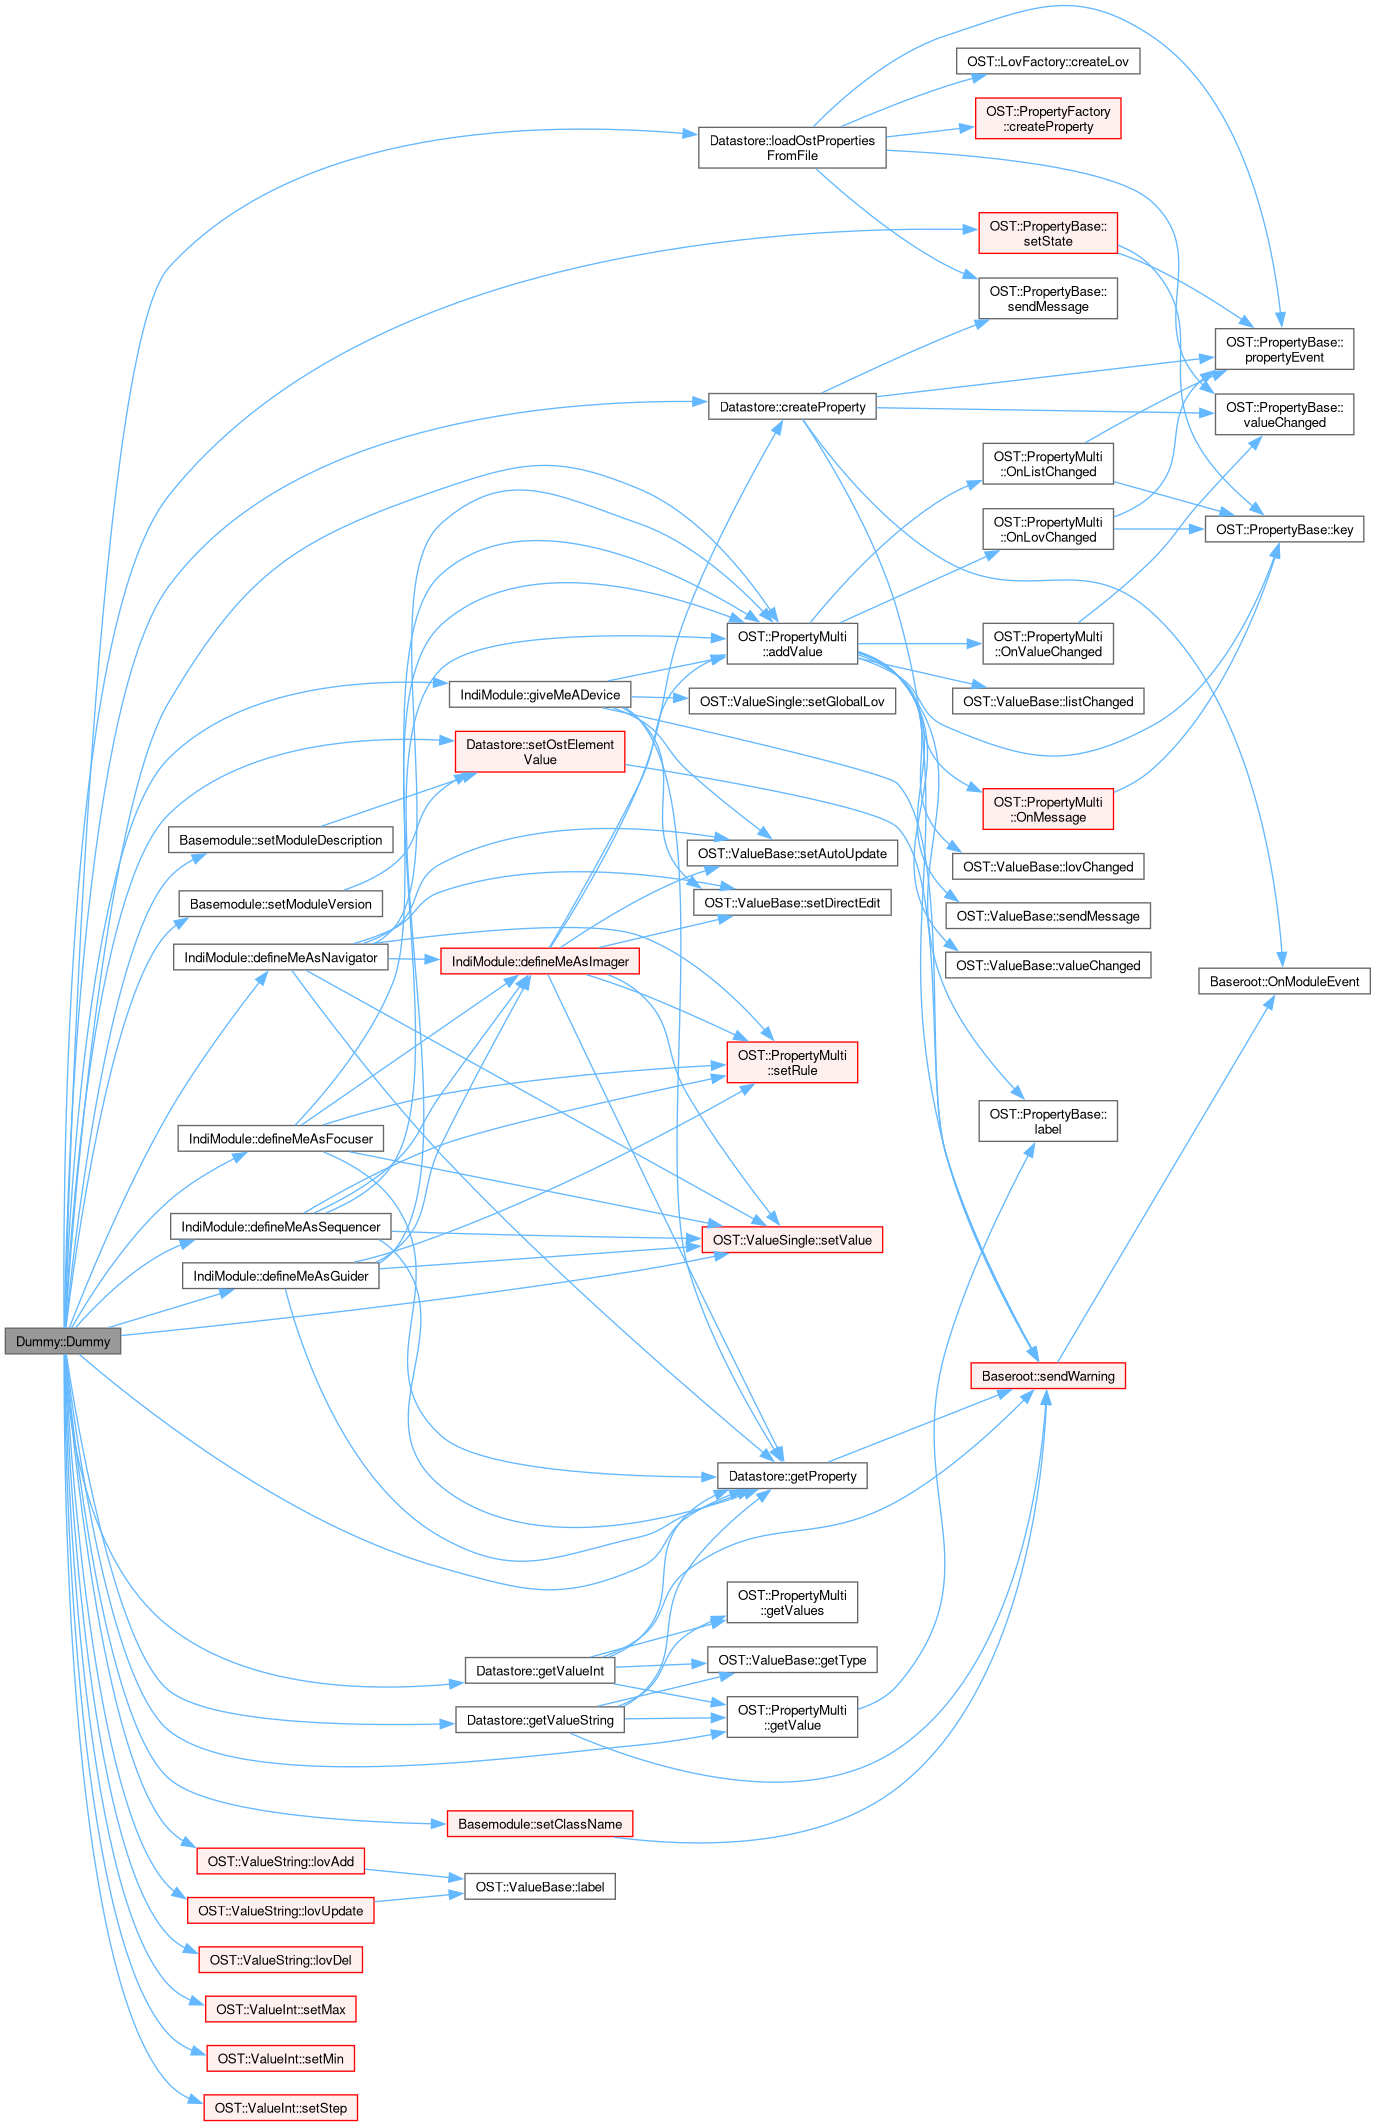 OST::LovFactory::createLov
OST::PropertyFactory
::createProperty
Datastore::loadOstProperties
FromFile
OST::PropertyBase::
setState
OST::PropertyBase::
sendMessage
OST::PropertyBase::
propertyEvent
Datastore::createProperty
OST::PropertyBase::
valueChanged
OST::PropertyMulti
::OnListChanged
OST::PropertyMulti
::OnLovChanged
OST::PropertyBase::key
OST::PropertyMulti
::addValue
OST::PropertyMulti
::OnValueChanged
IndiModule::giveMeADevice
OST::ValueSingle::setGlobalLov
OST::ValueBase::listChanged
Datastore::setOstElement
Value
OST::PropertyMulti
::OnMessage
Basemodule::setModuleDescription
OST::ValueBase::setAutoUpdate
OST::ValueBase::lovChanged
Basemodule::setModuleVersion
OST::ValueBase::setDirectEdit
OST::ValueBase::sendMessage
IndiModule::defineMeAsNavigator
IndiModule::defineMeAsImager
OST::ValueBase::valueChanged
Baseroot::OnModuleEvent
OST::PropertyMulti
::setRule
OST::PropertyBase::
label
IndiModule::defineMeAsFocuser
IndiModule::defineMeAsSequencer
OST::ValueSingle::setValue
IndiModule::defineMeAsGuider
Dummy::Dummy
Baseroot::sendWarning
Datastore::getProperty
OST::PropertyMulti
::getValues
Datastore::getValueInt
OST::ValueBase::getType
Datastore::getValueString
OST::PropertyMulti
::getValue
Basemodule::setClassName
OST::ValueString::lovAdd
OST::ValueBase::label
OST::ValueString::lovUpdate
OST::ValueString::lovDel
OST::ValueInt::setMax
OST::ValueInt::setMin
OST::ValueInt::setStep